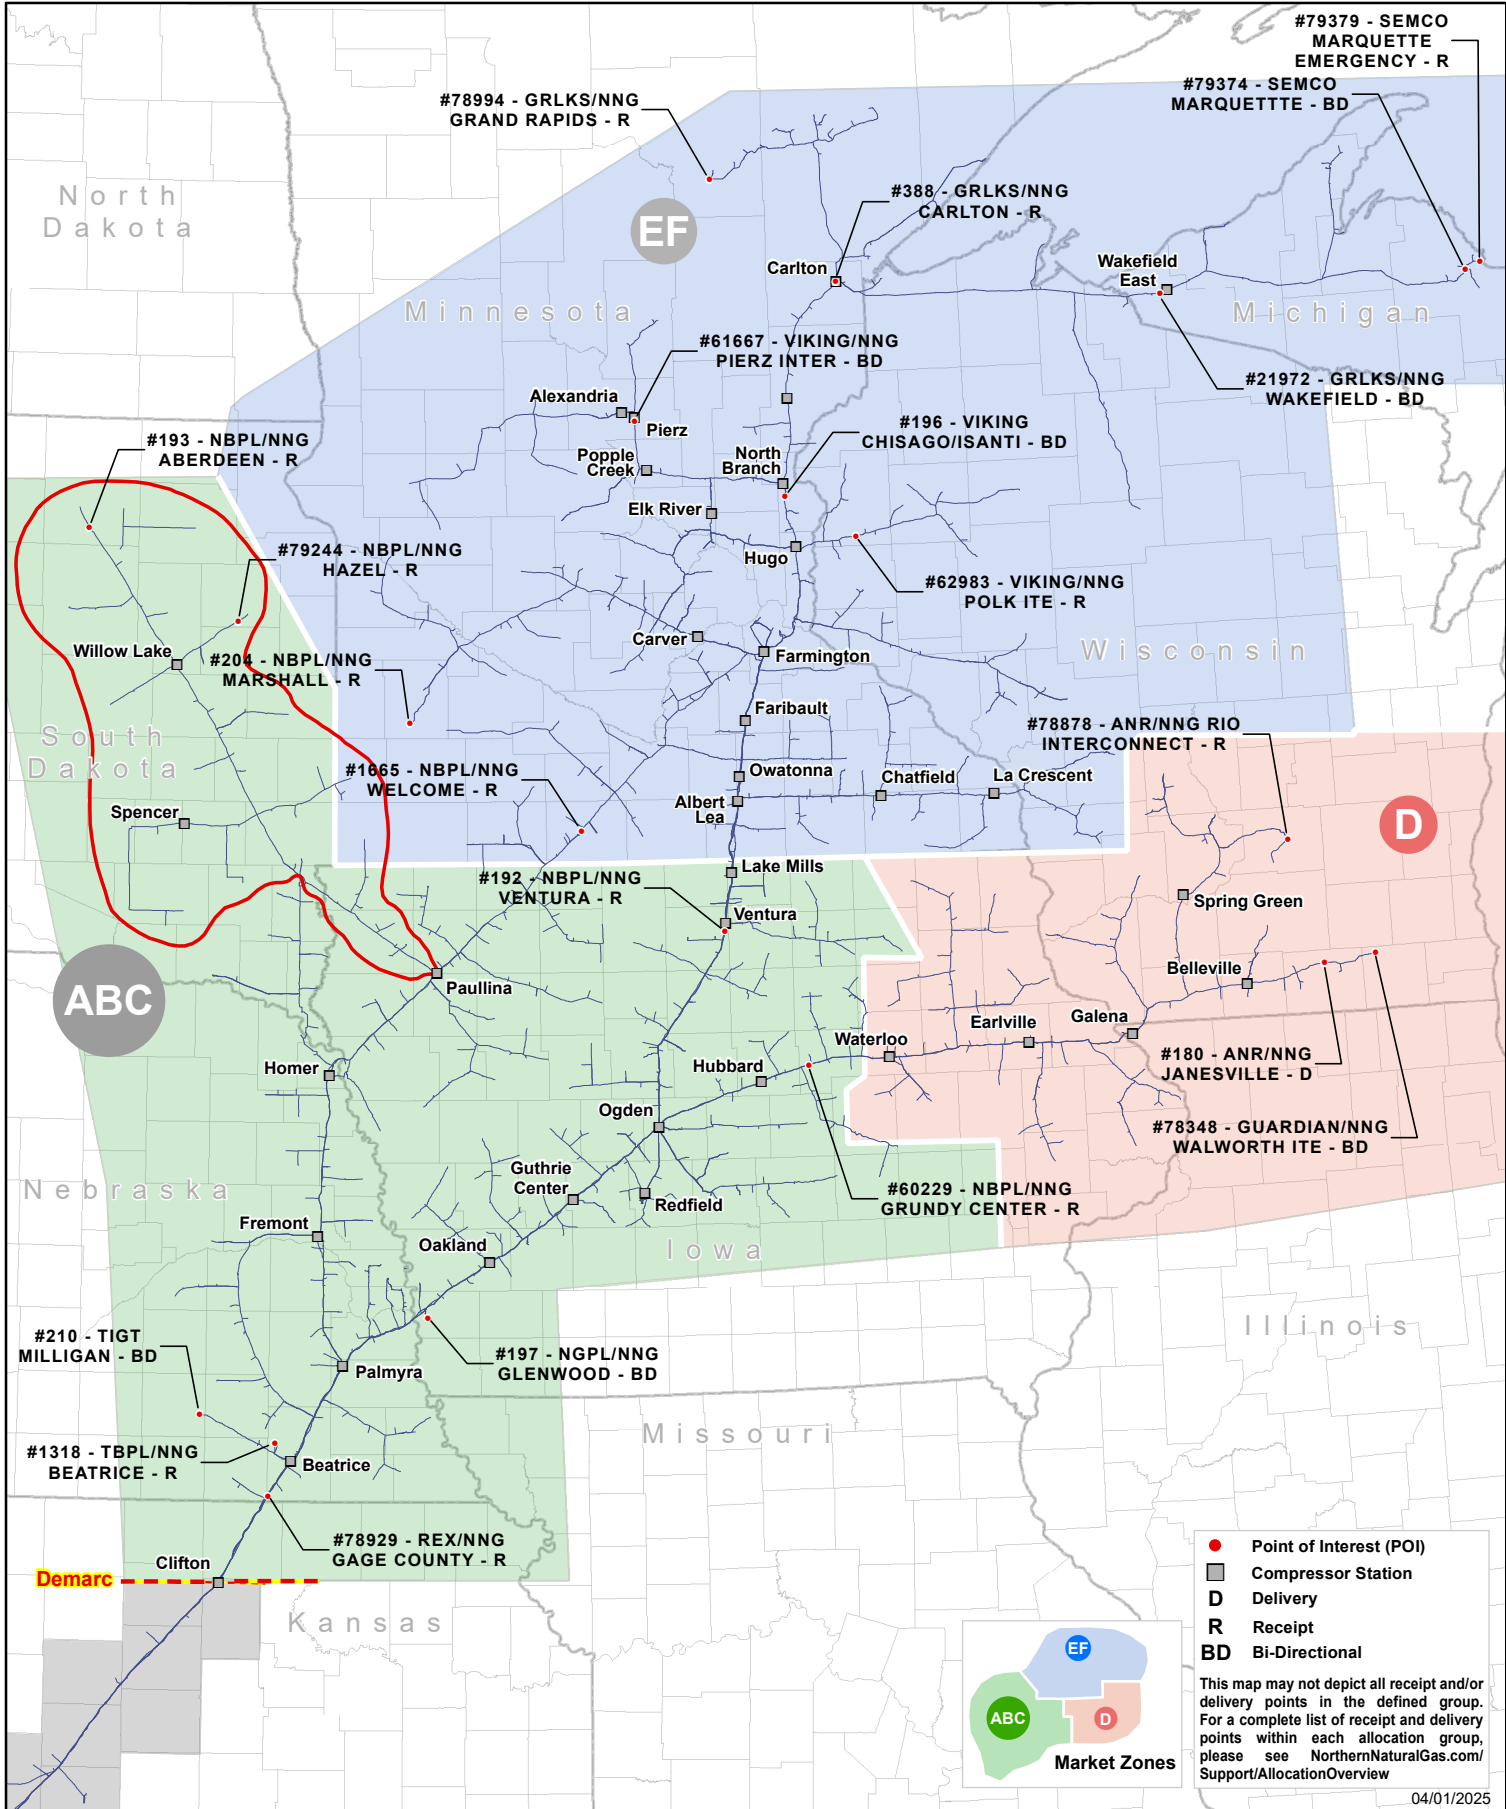 #79379 - SEMCO
MARQUETTE
EMERGENCY - R
#79374 - SEMCO
MARQUETTTE - BD
#78994 - GRLKS/NNG
GRAND RAPIDS - R
North
Dakota
#388 - GRLKS/NNG
CARLTON - R
EF
Carlton
Wakefield
East
Minnesota
Michigan
#61667 - VIKING/NNG
PIERZ INTER - BD
#21972 - GRLKS/NNG
WAKEFIELD - BD
Alexandria
Pierz
#196 - VIKING
CHISAGO/ISANTI - BD
#193 - NBPL/NNG
ABERDEEN - R
Popple
Creek
North
Branch
Elk River
#79244 - NBPL/NNG
HAZEL - R
Hugo
#62983 - VIKING/NNG
POLK ITE - R
Carver
Farmington
Wisconsin
Willow Lake
#204 - NBPL/NNG
MARSHALL - R
Faribault
#78878 - ANR/NNG RIO
INTERCONNECT - R
South
Dakota
#1665 - NBPL/NNG
WELCOME - R
Owatonna
Chatfield
La Crescent
Albert
Lea
Spencer
D
Lake Mills
#192 - NBPL/NNG
VENTURA - R
Ventura
Spring Green
Belleville
Paullina
ABC
Galena
Earlville
Waterloo
#180 - ANR/NNG
JANESVILLE - D
Homer
Hubbard
Ogden
#78348 - GUARDIAN/NNG
WALWORTH ITE - BD
Guthrie
Center
#60229 - NBPL/NNG
GRUNDY CENTER - R
Nebraska
Redfield
Fremont
Oakland
Iowa
Illinois
#210 - TIGT
MILLIGAN - BD
#197 - NGPL/NNG
GLENWOOD - BD
Palmyra
Missouri
#1318 - TBPL/NNG
BEATRICE - R
Beatrice
#78929 - REX/NNG
GAGE COUNTY - R
Clifton
Demarc
Kansas
Point of Interest (POI)
Compressor Station
D Delivery
R Receipt
BD Bi-Directional
This map may not depict all receipt and/or
delivery points in the defined group.
For a complete list of receipt and delivery
points within each allocation group,
please see NorthernNaturalGas.com/
Support/AllocationOverview
EF
ABC
D
Market Zones
04/01/2025